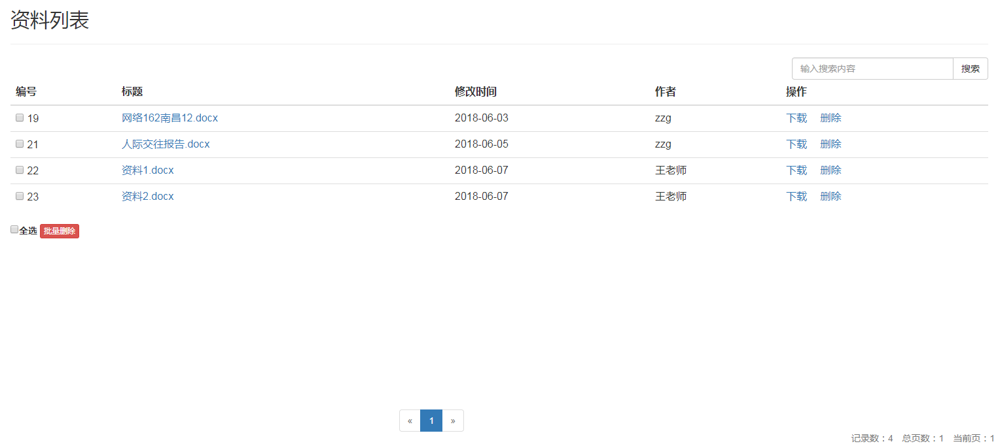 资料列表
输入搜索内容 搜索
编号 标题 修改时间 作者 操作
19 网络162南昌12.docx 2018-06-03 zzg 下载 删除
21 人际交往报告.docx 2018-06-05 zzg 下载 删除
22 资料1.docx 2018-06-07 王老师 下载 删除
23 资料2.docx 2018-06-07 王老师 下载 删除
全选 批量删除
« 1 »
记录数：4 总页数：1 当前页：1